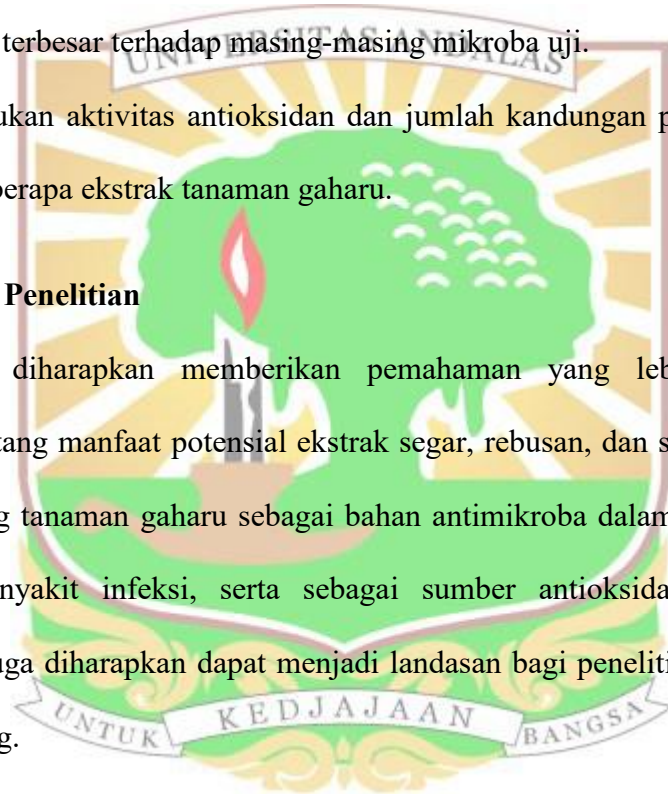 terbesar terhadap masing-masing mikroba uji.
UNIVERSITAS ANDALAS
ukan aktivitas antioksidan dan jumlah kandungan p
perapa ekstrak tanaman gaharu.
Penelitian
diharapkan memberikan pemahaman yang leb
tang manfaat potensial ekstrak segar, rebusan, dan s
g tanaman gaharu sebagai bahan antimikroba dalam
nyakit infeksi, serta sebagai sumber antioksida
uga diharapkan dapat menjadi landasan bagi peneliti
g.
UNTUK KEDJAJAAN BANGSA